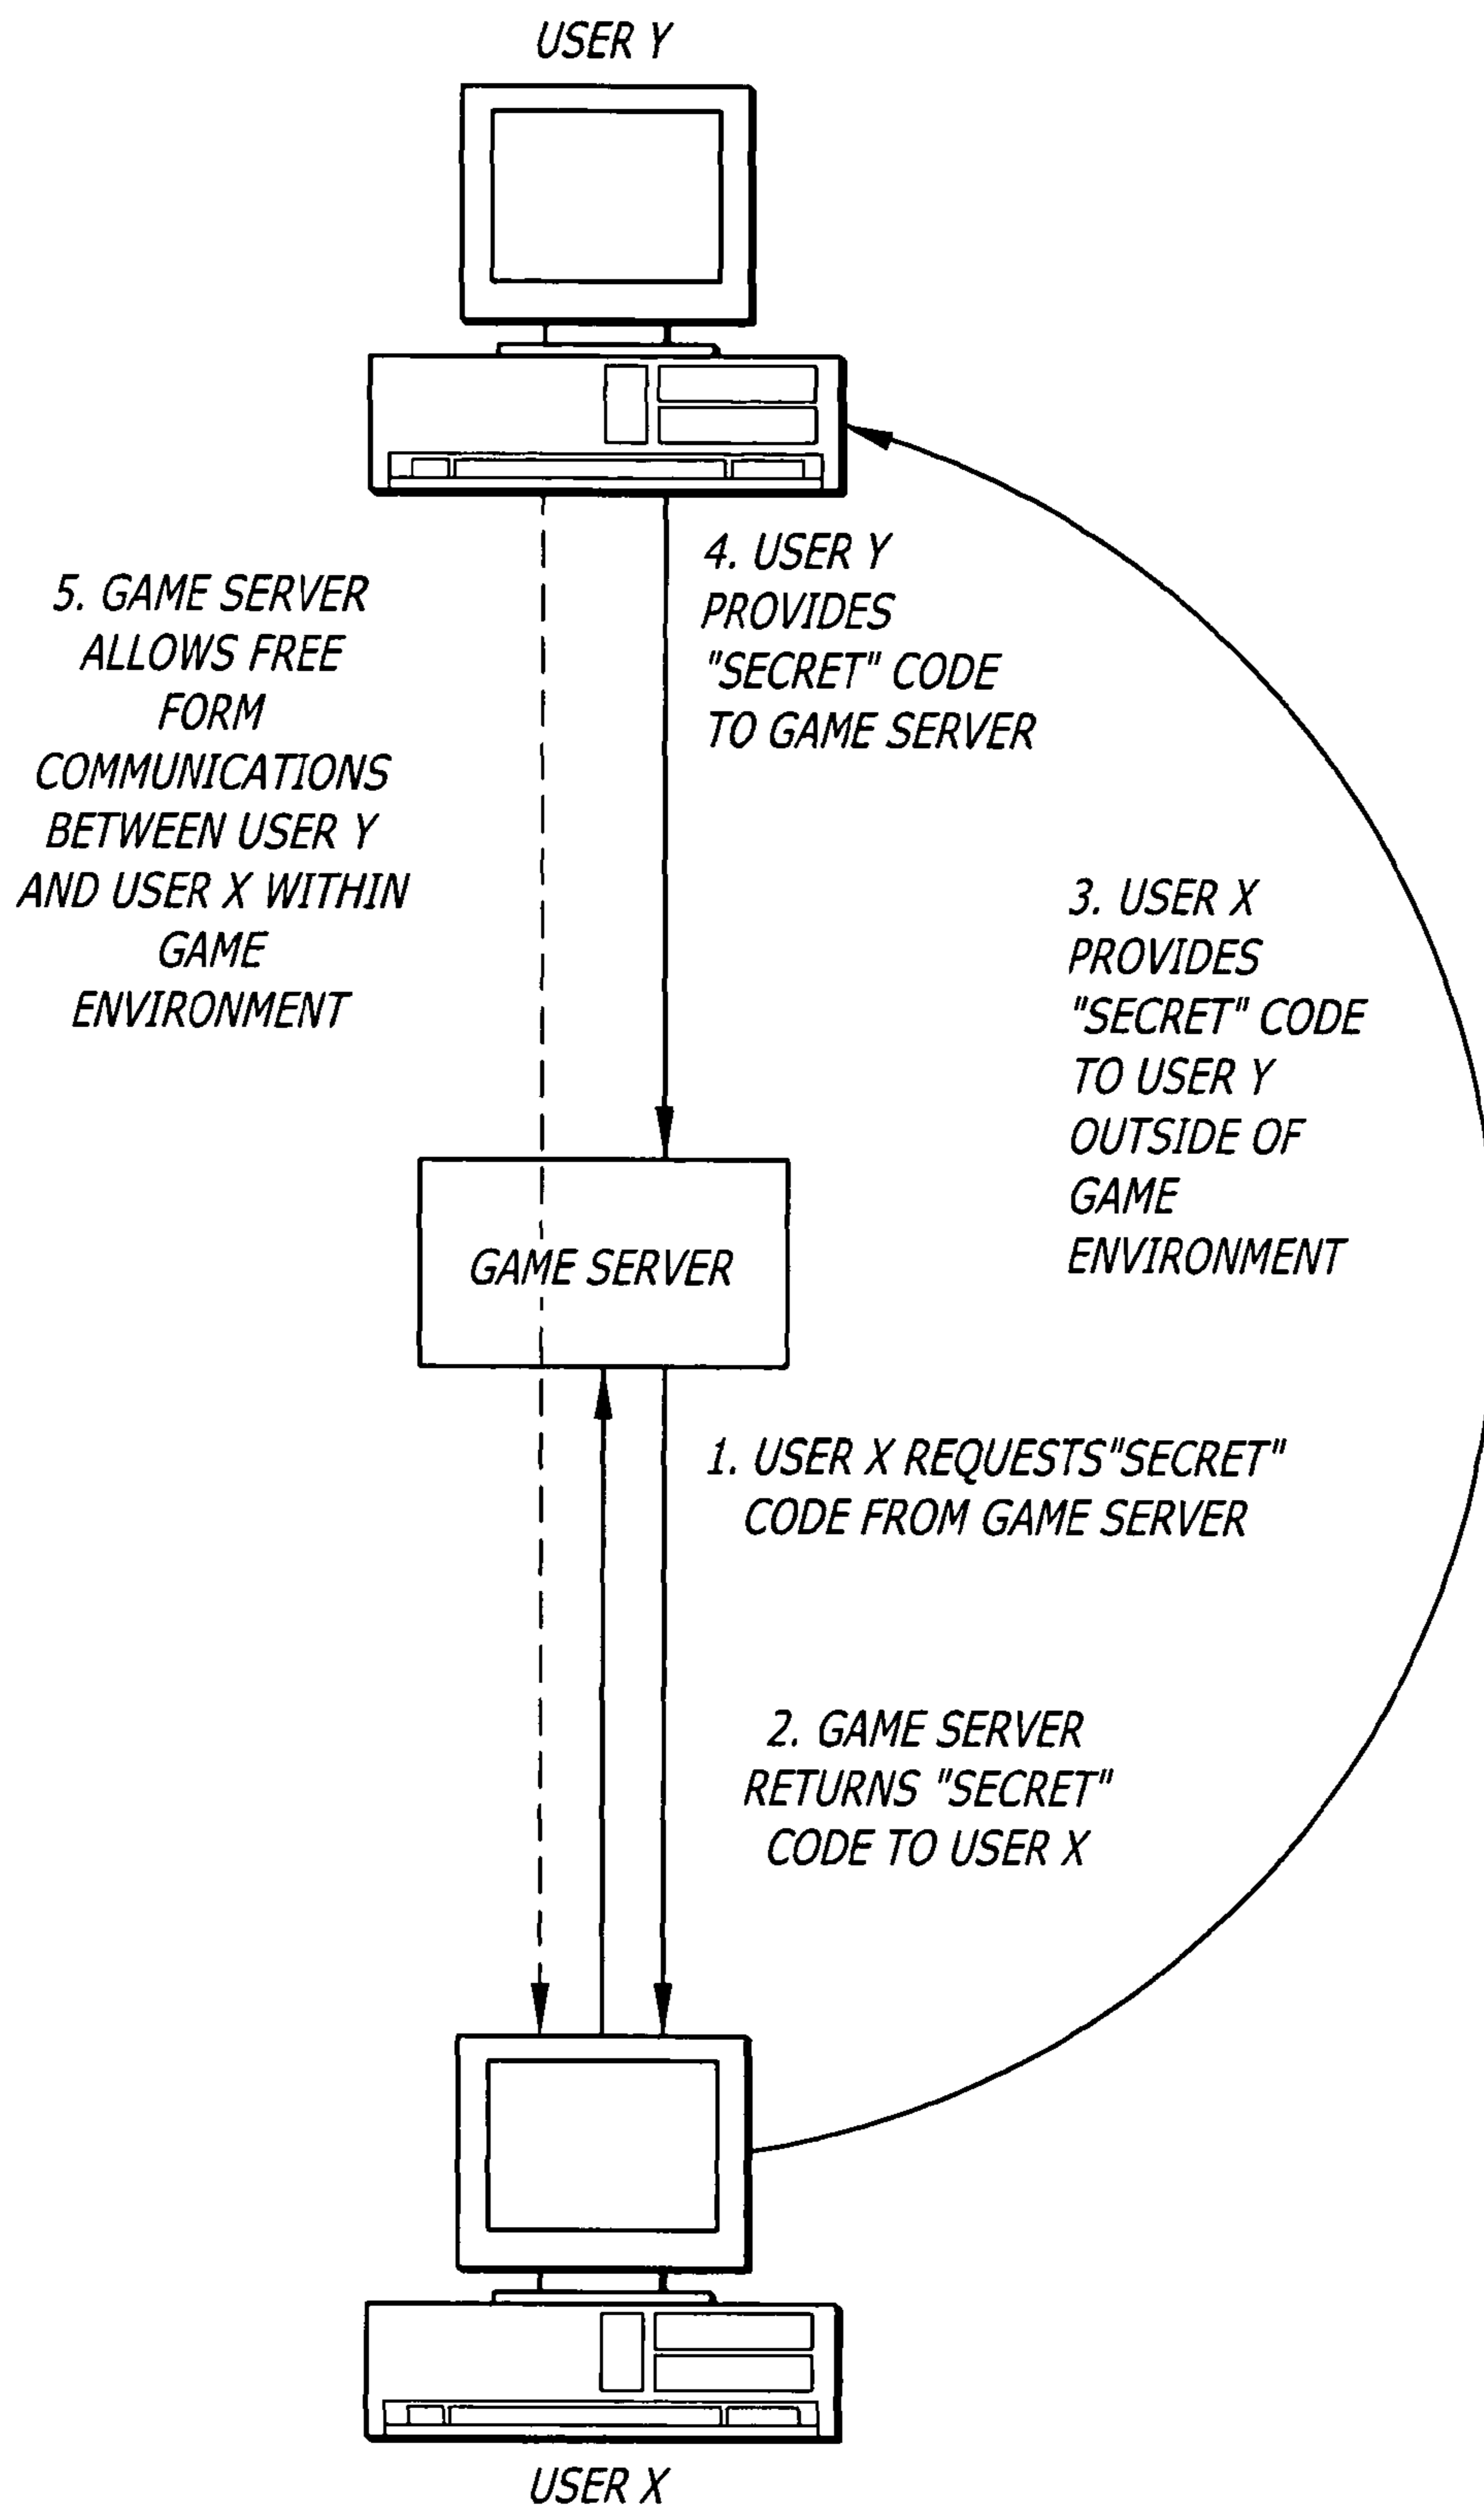 USER Y
4. USER Y
PROVIDES
"SECRET" CODE
TO GAME SERVER
5. GAME SERVER
ALLOWS FREE
FORM
COMMUNICATIONS
BETWEEN USER Y
AND USER X WITHIN
GAME
ENVIRONMENT
3. USER X
PROVIDES
"SECRET" CODE
TO USER Y
OUTSIDE OF
GAME
ENVIRONMENT
GAME SERVER
1. USER X REQUESTS"SECRET"
CODE FROM GAME SERVER
2. GAME SERVER
RETURNS "SECRET"
CODE TO USER X
USER X